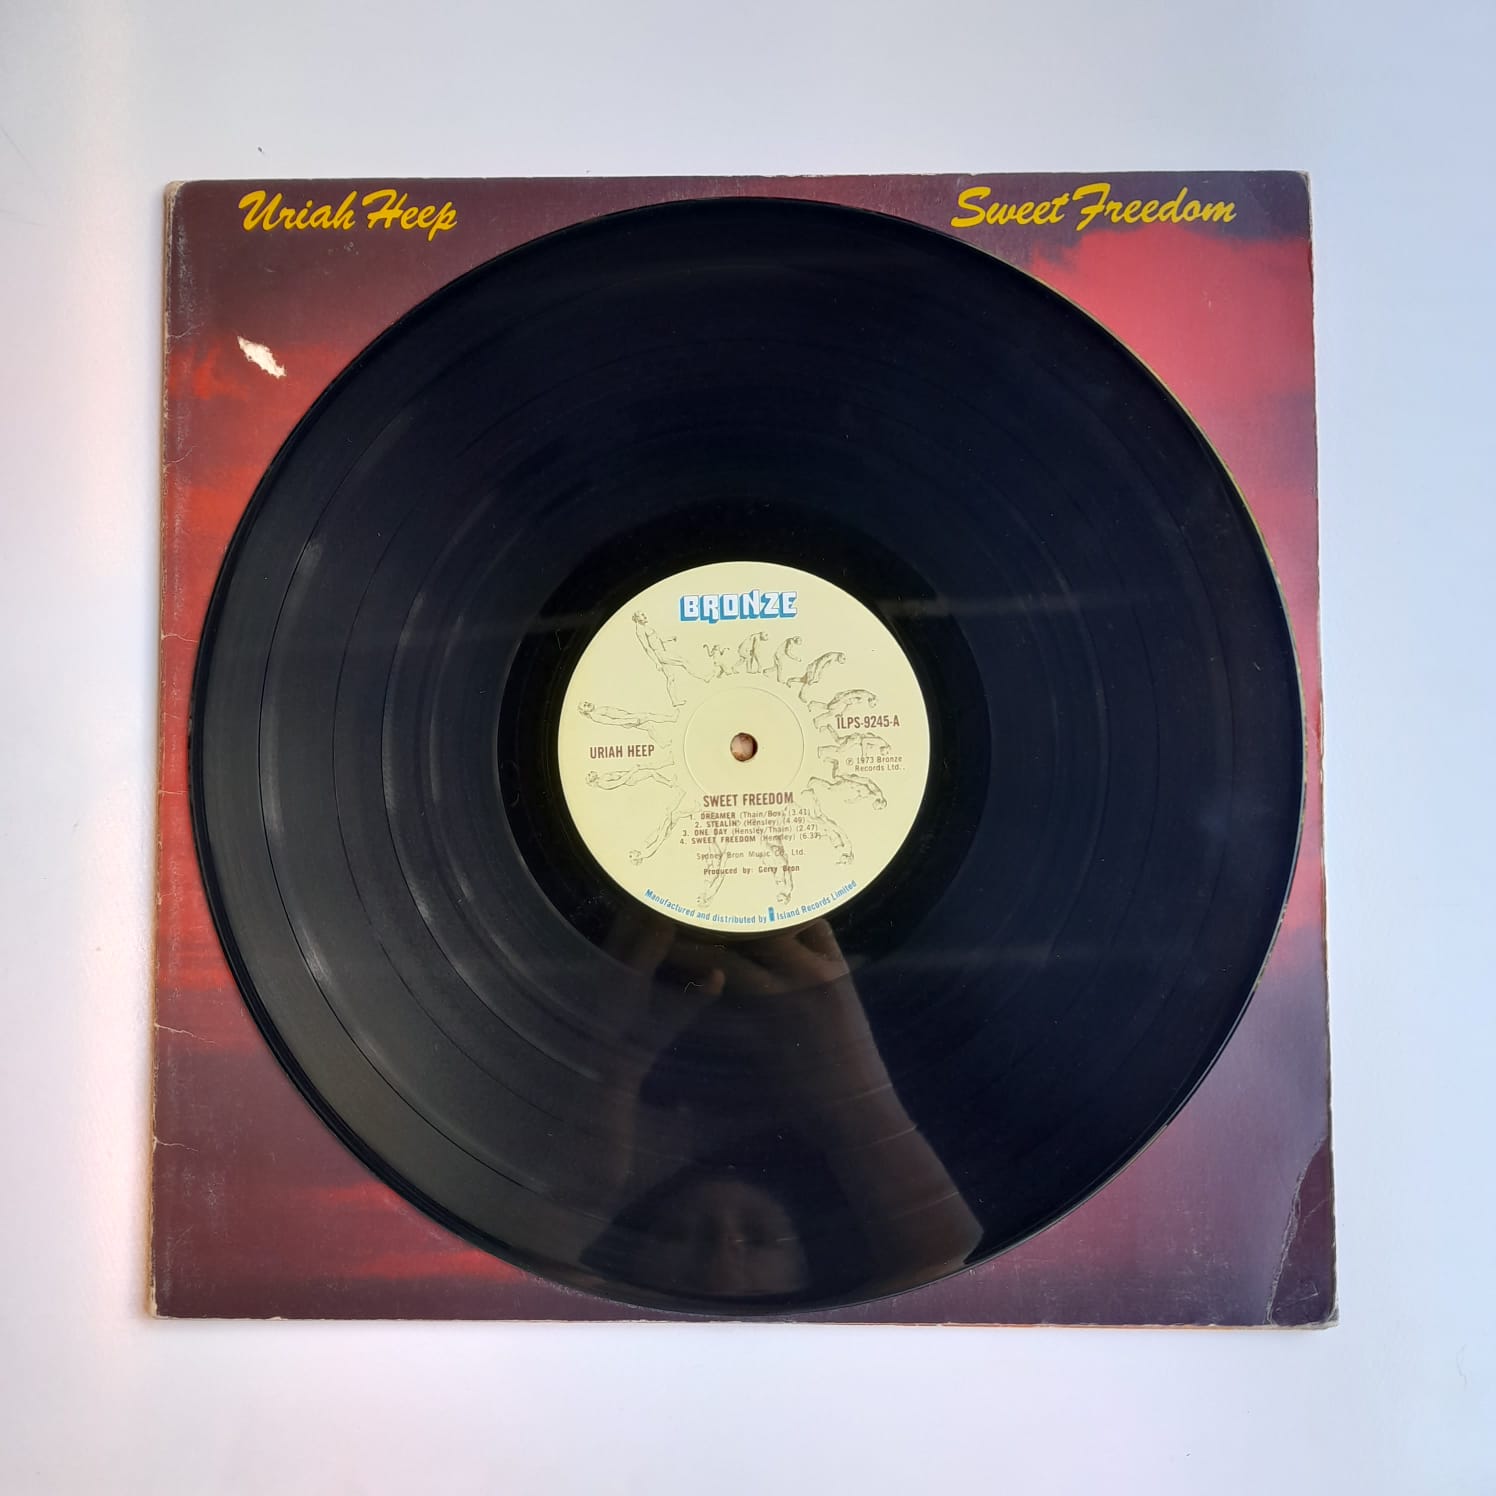 Uriah Heep
Sweet Freedom
BRONZE
ILPS-9245-A
URIAH HEEP
℗ 1973 Bronze
Records Ltd..
SWEET FREEDOM
1. DREAMER (Thain/Box) (3.41)
2. STEALIN' (Hensley) (4.49)
3. ONE DAY (Hensley/Thain) (2.47)
4. SWEET FREEDOM (Hensley) (6.37)
Sydney Bron Music Co. Ltd.
Produced by: Gerry Bron
Manufactured and distributed by Island Records Limited